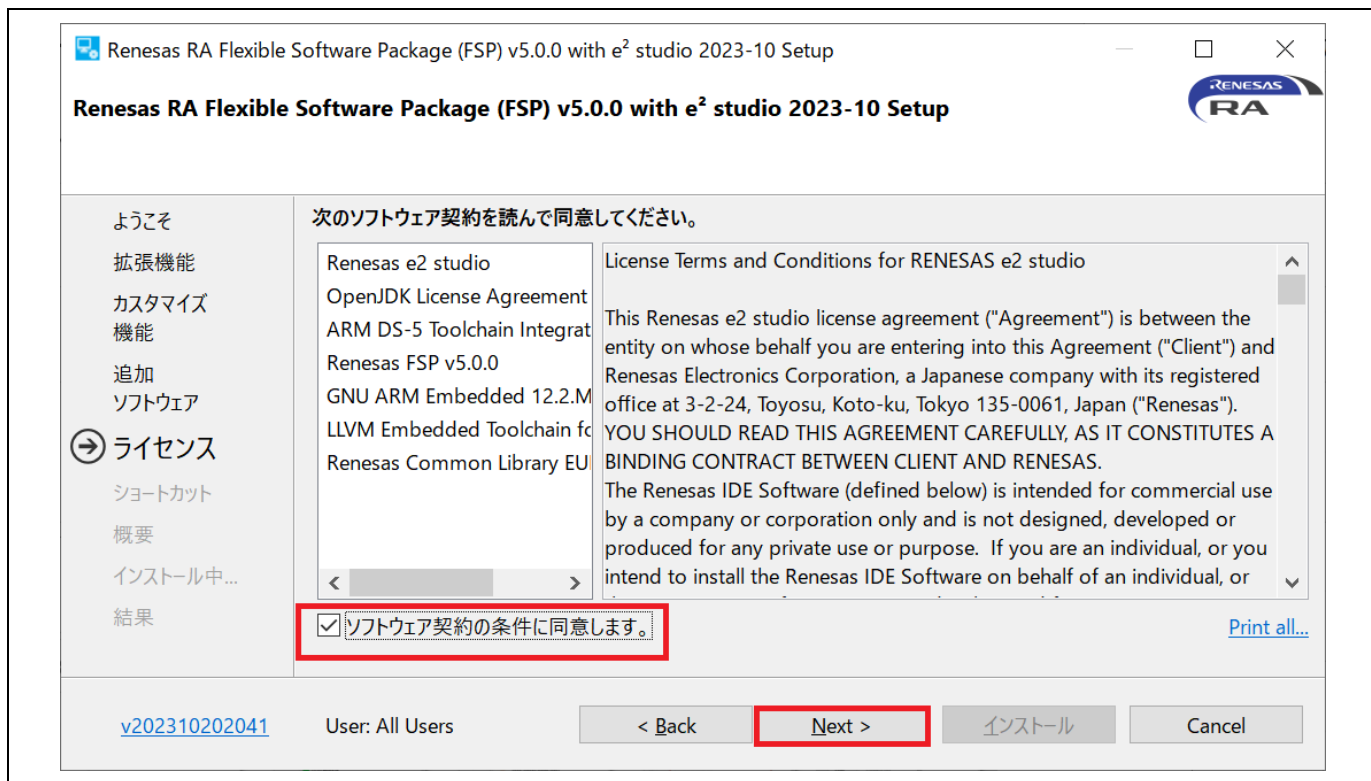 Renesas RA Flexible Software Package (FSP) v5.0.0 with e² studio 2023-10 Setup
Renesas RA Flexible Software Package (FSP) v5.0.0 with e² studio 2023-10 Setup
RENESAS
RA
ようこそ
拡張機能
カスタマイズ
機能
追加
ソフトウェア
ライセンス
ショートカット
概要
インストール中...
結果
次のソフトウェア契約を読んで同意してください。
Renesas e2 studio
OpenJDK License Agreement
ARM DS-5 Toolchain Integrat
Renesas FSP v5.0.0
GNU ARM Embedded 12.2.M
LLVM Embedded Toolchain fo
Renesas Common Library EU
License Terms and Conditions for RENESAS e2 studio
This Renesas e2 studio license agreement ("Agreement") is between the
entity on whose behalf you are entering into this Agreement ("Client") and
Renesas Electronics Corporation, a Japanese company with its registered
office at 3-2-24, Toyosu, Koto-ku, Tokyo 135-0061, Japan ("Renesas").
YOU SHOULD READ THIS AGREEMENT CAREFULLY, AS IT CONSTITUTES A
BINDING CONTRACT BETWEEN CLIENT AND RENESAS.
The Renesas IDE Software (defined below) is intended for commercial use
by a company or corporation only and is not designed, developed or
produced for any private use or purpose.  If you are an individual, or you
intend to install the Renesas IDE Software on behalf of an individual, or
ソフトウェア契約の条件に同意します。
Print all...
v202310202041
User: All Users
< Back
Next >
インストール
Cancel